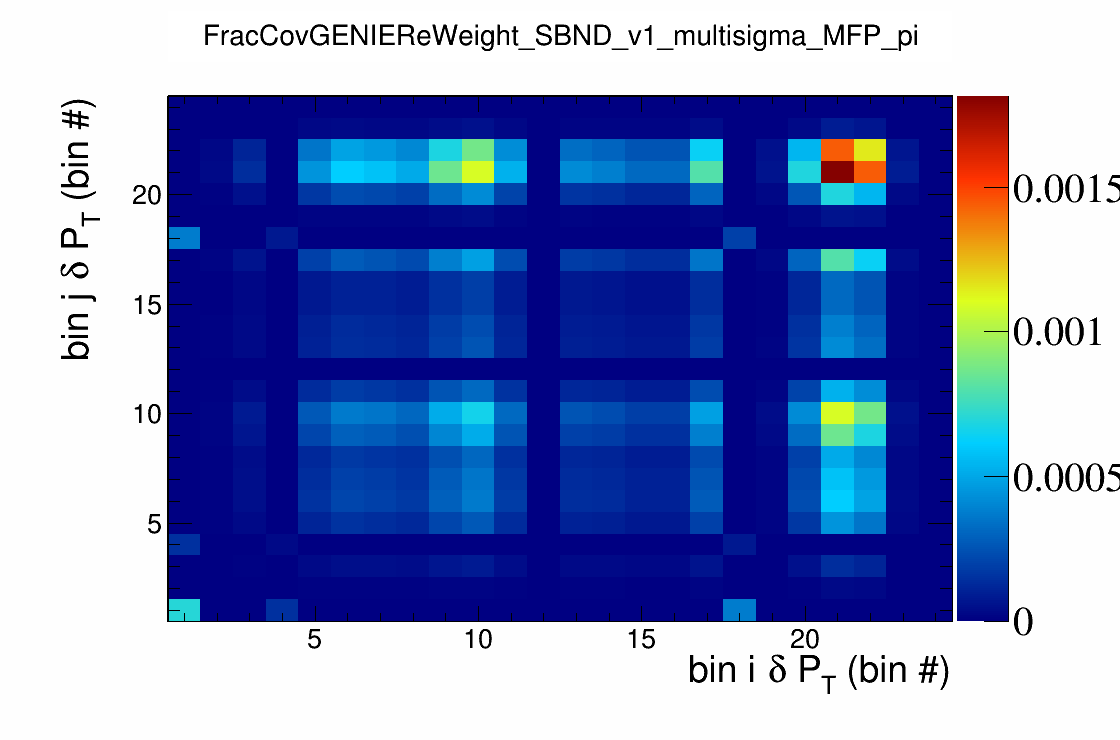 FracCovGENIEReWeight_SBND_v1_multisigma_MFP_pi
bin j δ P_T (bin #)
20
15
10
5
5 10 15 20
bin i δ P_T (bin #)
0.0015
0.001
0.0005
0